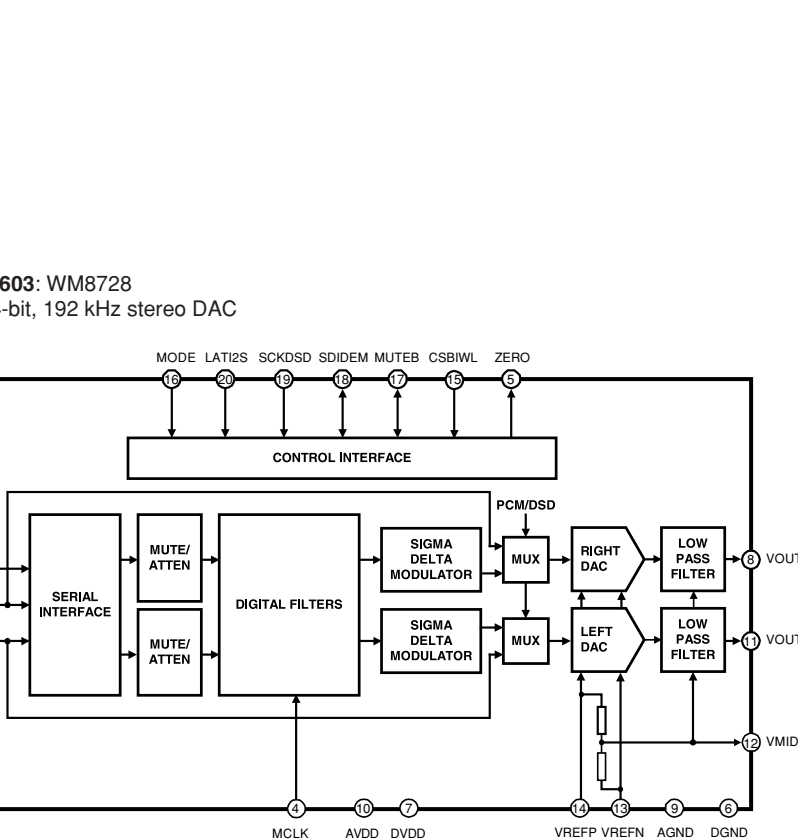 603: WM8728
-bit, 192 kHz stereo DAC
MODE LATI2S SCKDSD SDIDEM MUTEB CSBIWL ZERO
16 20 19 18 17 15 5
CONTROL INTERFACE
PCM/DSD
SERIAL
INTERFACE
MUTE/
ATTEN
MUTE/
ATTEN
DIGITAL FILTERS
SIGMA
DELTA
MODULATOR
SIGMA
DELTA
MODULATOR
MUX
MUX
RIGHT
DAC
LEFT
DAC
LOW
PASS
FILTER
LOW
PASS
FILTER
8 VOUT
11 VOUT
12 VMID
4 10 7 14 13 9 6
MCLK AVDD DVDD VREFP VREFN AGND DGND